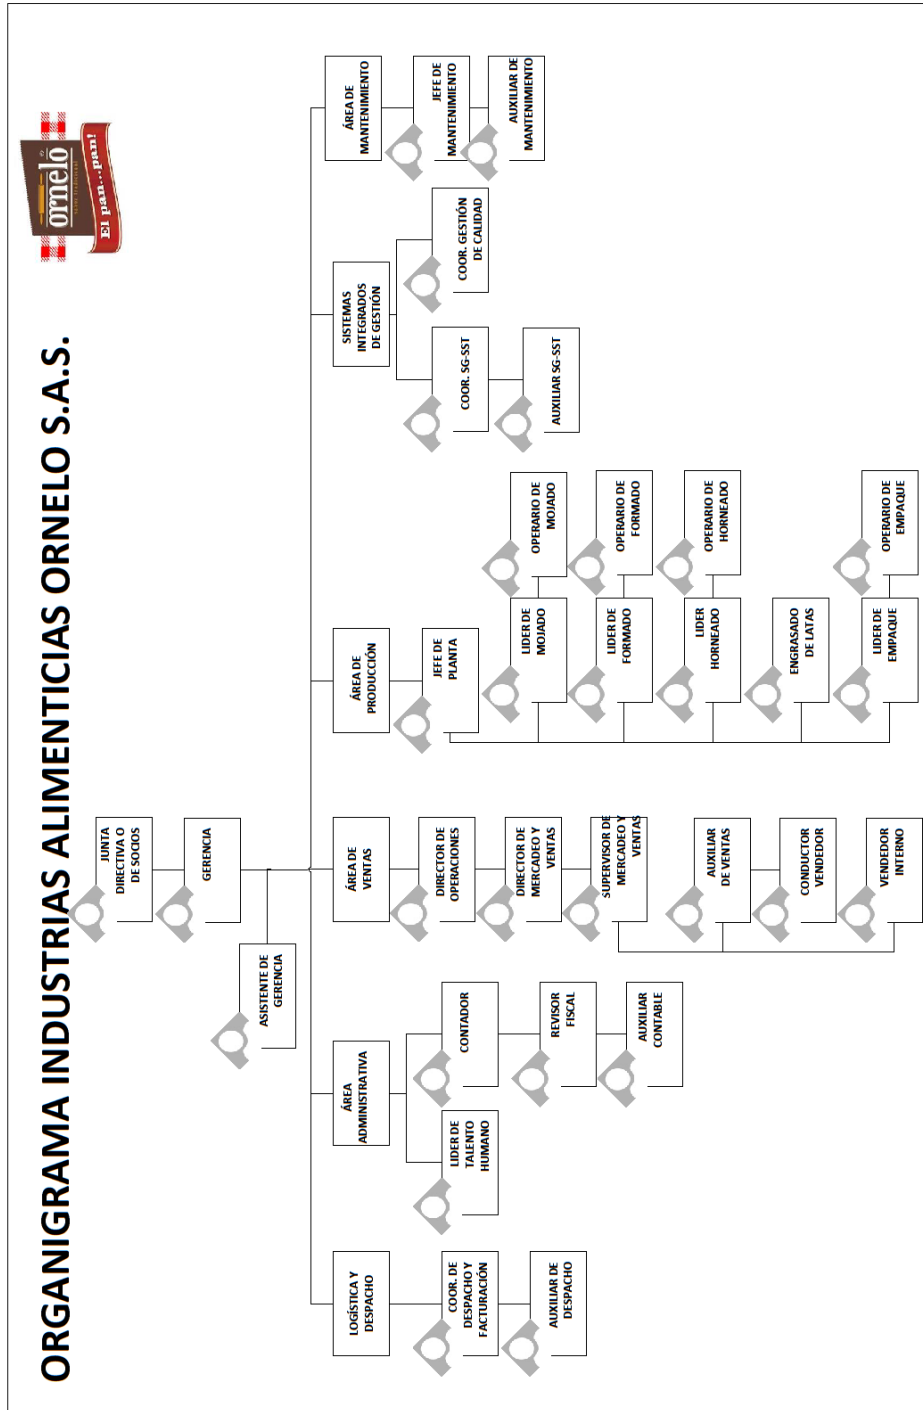 ORGANIGRAMA INDUSTRIAS ALIMENTICIAS ORNELO S.A.S.
ornelo
®
El pan...pan!
JUNTA
DIRECTIVA O
DE SOCIOS
GERENCIA
ASISTENTE DE
GERENCIA
LOGÍSTICA Y
DESPACHO
COOR. DE
DESPACHO Y
FACTURACIÓN
AUXILIAR DE
DESPACHO
ÁREA
ADMINISTRATIVA
LIDER DE
TALENTO
HUMANO
CONTADOR
REVISOR
FISCAL
AUXILIAR
CONTABLE
ÁREA DE
VENTAS
DIRECTOR DE
OPERACIONES
DIRECTOR DE
MERCADEO Y
VENTAS
SUPERVISOR DE
MERCADEO Y
VENTAS
AUXILIAR
DE VENTAS
CONDUCTOR
VENDEDOR
VENDEDOR
INTERNO
ÁREA DE
PRODUCCIÓN
JEFE DE
PLANTA
LIDER DE
MOJADO
OPERARIO DE
MOJADO
LIDER DE
FORMADO
OPERARIO DE
FORMADO
LIDER
HORNEADO
OPERARIO DE
HORNEADO
ENGRASADO
DE LATAS
LIDER DE
EMPAQUE
OPERARIO DE
EMPAQUE
SISTEMAS
INTEGRADOS
DE GESTIÓN
COOR. SG-SST
AUXILIAR SG-SST
COOR. GESTIÓN
DE CALIDAD
ÁREA DE
MANTENIMIENTO
JEFE DE
MANTENIMIENTO
AUXILIAR DE
MANTENIMIENTO